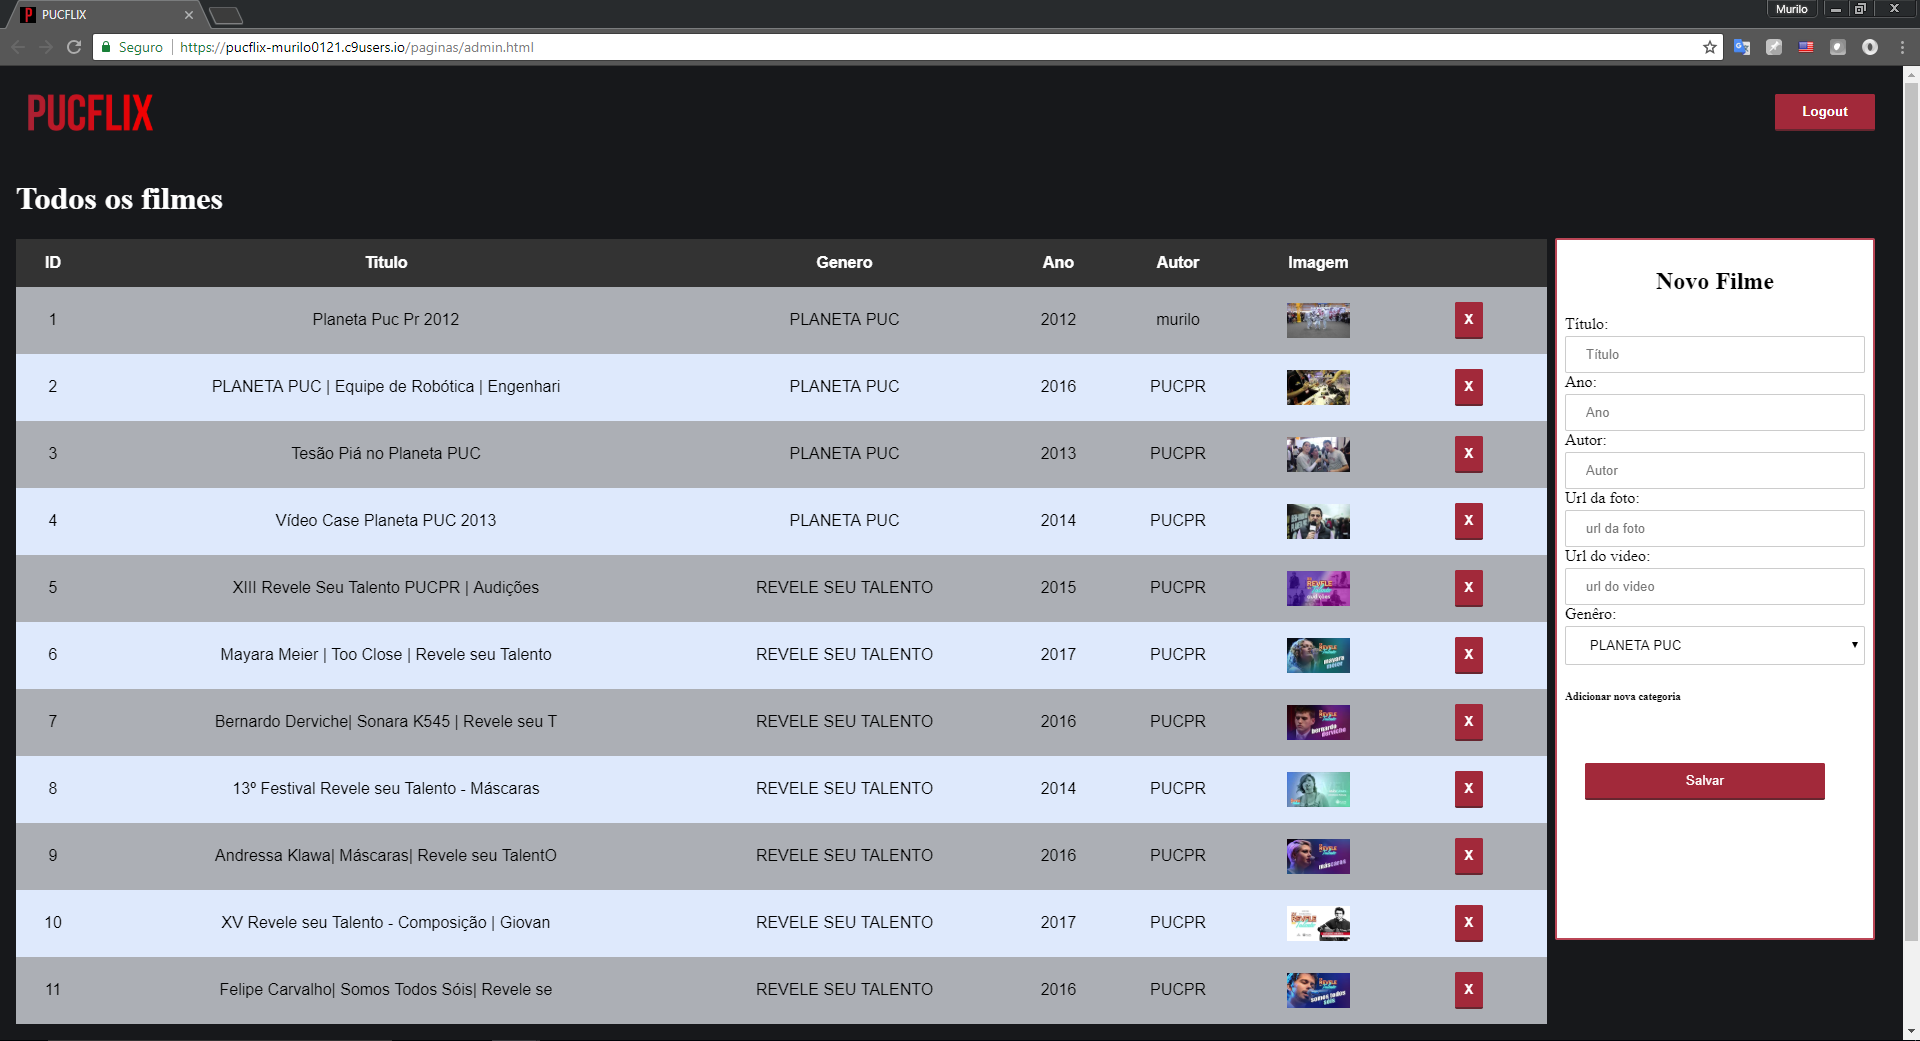 PUCFLIX
Murilo
Seguro
https://pucflix-murilo0121.c9users.io/paginas/admin.html
PUCFLIX
Logout
Todos os filmes
ID Titulo Genero Ano Autor Imagem
1 Planeta Puc Pr 2012 PLANETA PUC 2012 murilo X
2 PLANETA PUC | Equipe de Robótica | Engenhari PLANETA PUC 2016 PUCPR X
3 Tesão Piá no Planeta PUC PLANETA PUC 2013 PUCPR X
4 Vídeo Case Planeta PUC 2013 PLANETA PUC 2014 PUCPR X
5 XIII Revele Seu Talento PUCPR | Audições REVELE SEU TALENTO 2015 PUCPR X
6 Mayara Meier | Too Close | Revele seu Talento REVELE SEU TALENTO 2017 PUCPR X
7 Bernardo Derviche| Sonara K545 | Revele seu T REVELE SEU TALENTO 2016 PUCPR X
8 13º Festival Revele seu Talento - Máscaras REVELE SEU TALENTO 2014 PUCPR X
9 Andressa Klawa| Máscaras| Revele seu TalentO REVELE SEU TALENTO 2016 PUCPR X
10 XV Revele seu Talento - Composição | Giovan REVELE SEU TALENTO 2017 PUCPR X
11 Felipe Carvalho| Somos Todos Sóis| Revele se REVELE SEU TALENTO 2016 PUCPR X
Novo Filme
Título:
Título
Ano:
Ano
Autor:
Autor
Url da foto:
url da foto
Url do video:
url do video
Genêro:
PLANETA PUC
Adicionar nova categoria
Salvar